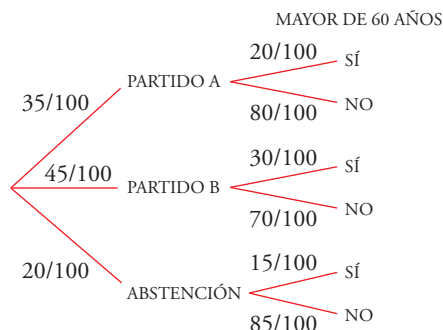 MAYOR DE 60 AÑOS
20/100
SÍ
PARTIDO A
35/100
80/100
NO
30/100
SÍ
45/100
PARTIDO B
70/100
NO
20/100
15/100
SÍ
ABSTENCIÓN
85/100
NO